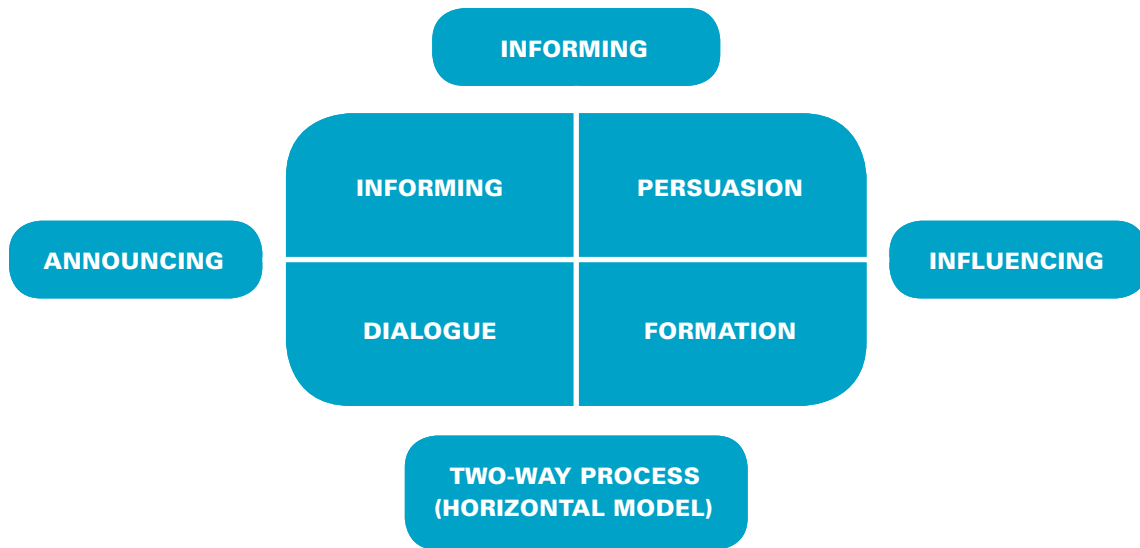 INFORMING
INFORMING
PERSUASION
ANNOUNCING
INFLUENCING
DIALOGUE
FORMATION
TWO-WAY PROCESS
(HORIZONTAL MODEL)